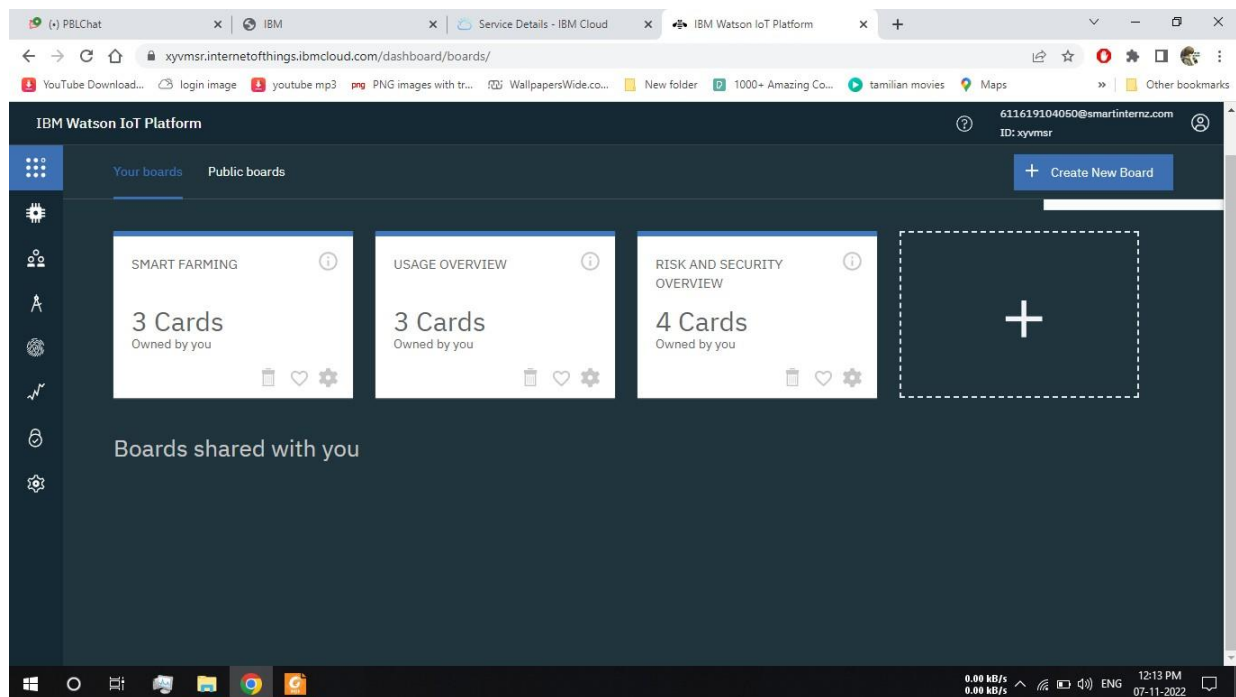 (•) PBLChat
IBM
Service Details - IBM Cloud
IBM Watson IoT Platform
xyvmsr.internetofthings.ibmcloud.com/dashboard/boards/
YouTube Download...
login image
youtube mp3
png
PNG images with tr...
WallpapersWide.co...
New folder
1000+ Amazing Co...
tamilian movies
Maps
»
Other bookmarks
IBM Watson IoT Platform
611619104050@smartinternz.com
ID: xyvmsr
Your boards
Public boards
+ Create New Board
SMART FARMING
3 Cards
Owned by you
USAGE OVERVIEW
3 Cards
Owned by you
RISK AND SECURITY
OVERVIEW
4 Cards
Owned by you
Boards shared with you
0.00 kB/s
0.00 kB/s
ENG
12:13 PM
07-11-2022